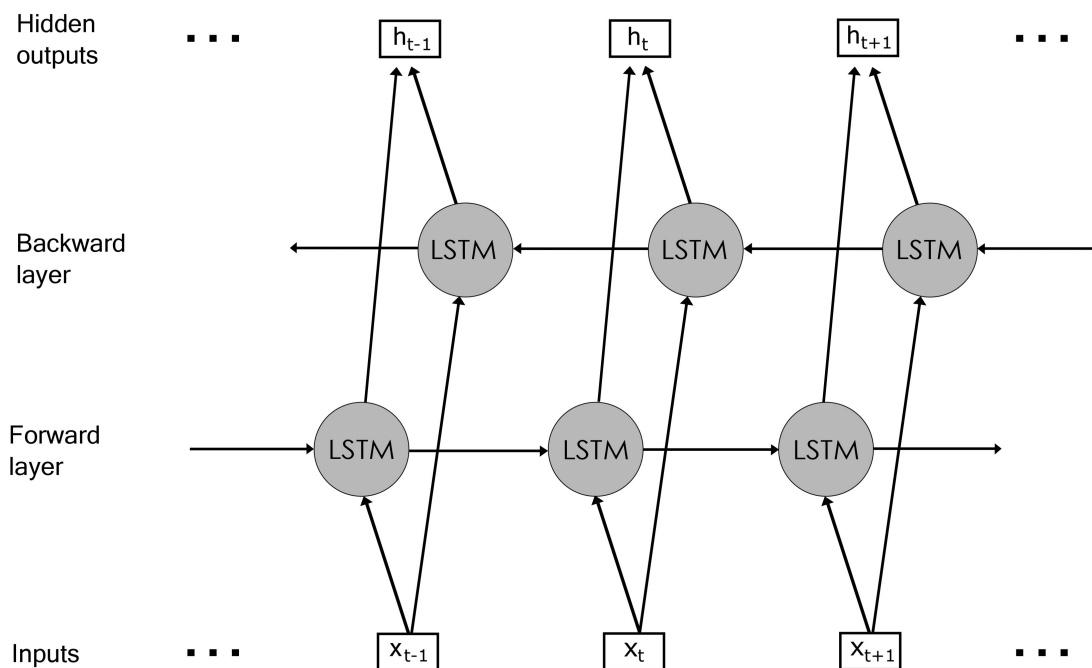 Hidden
outputs
... h_{t-1} h_t h_{t+1} ...
Backward
layer
LSTM LSTM LSTM
Forward
layer
LSTM LSTM LSTM
Inputs ... x_{t-1} x_t x_{t+1} ...